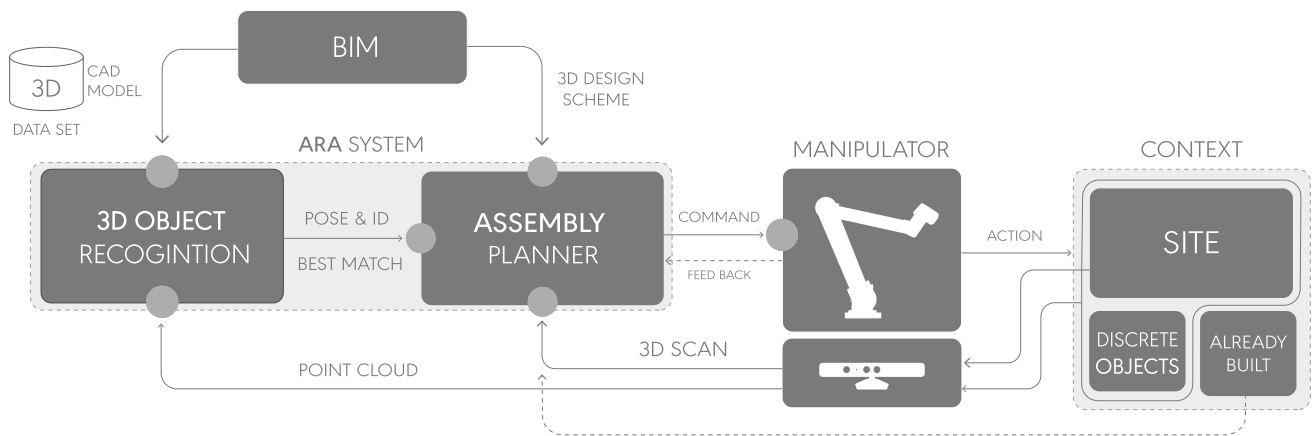 BIM
3D
CAD
MODEL
DATA SET
3D DESIGN
SCHEME
ARA SYSTEM
3D OBJECT
RECOGINTION
POSE & ID
BEST MATCH
ASSEMBLY
PLANNER
COMMAND
FEED BACK
MANIPULATOR
ACTION
CONTEXT
SITE
DISCRETE
OBJECTS
ALREADY
BUILT
3D SCAN
POINT CLOUD